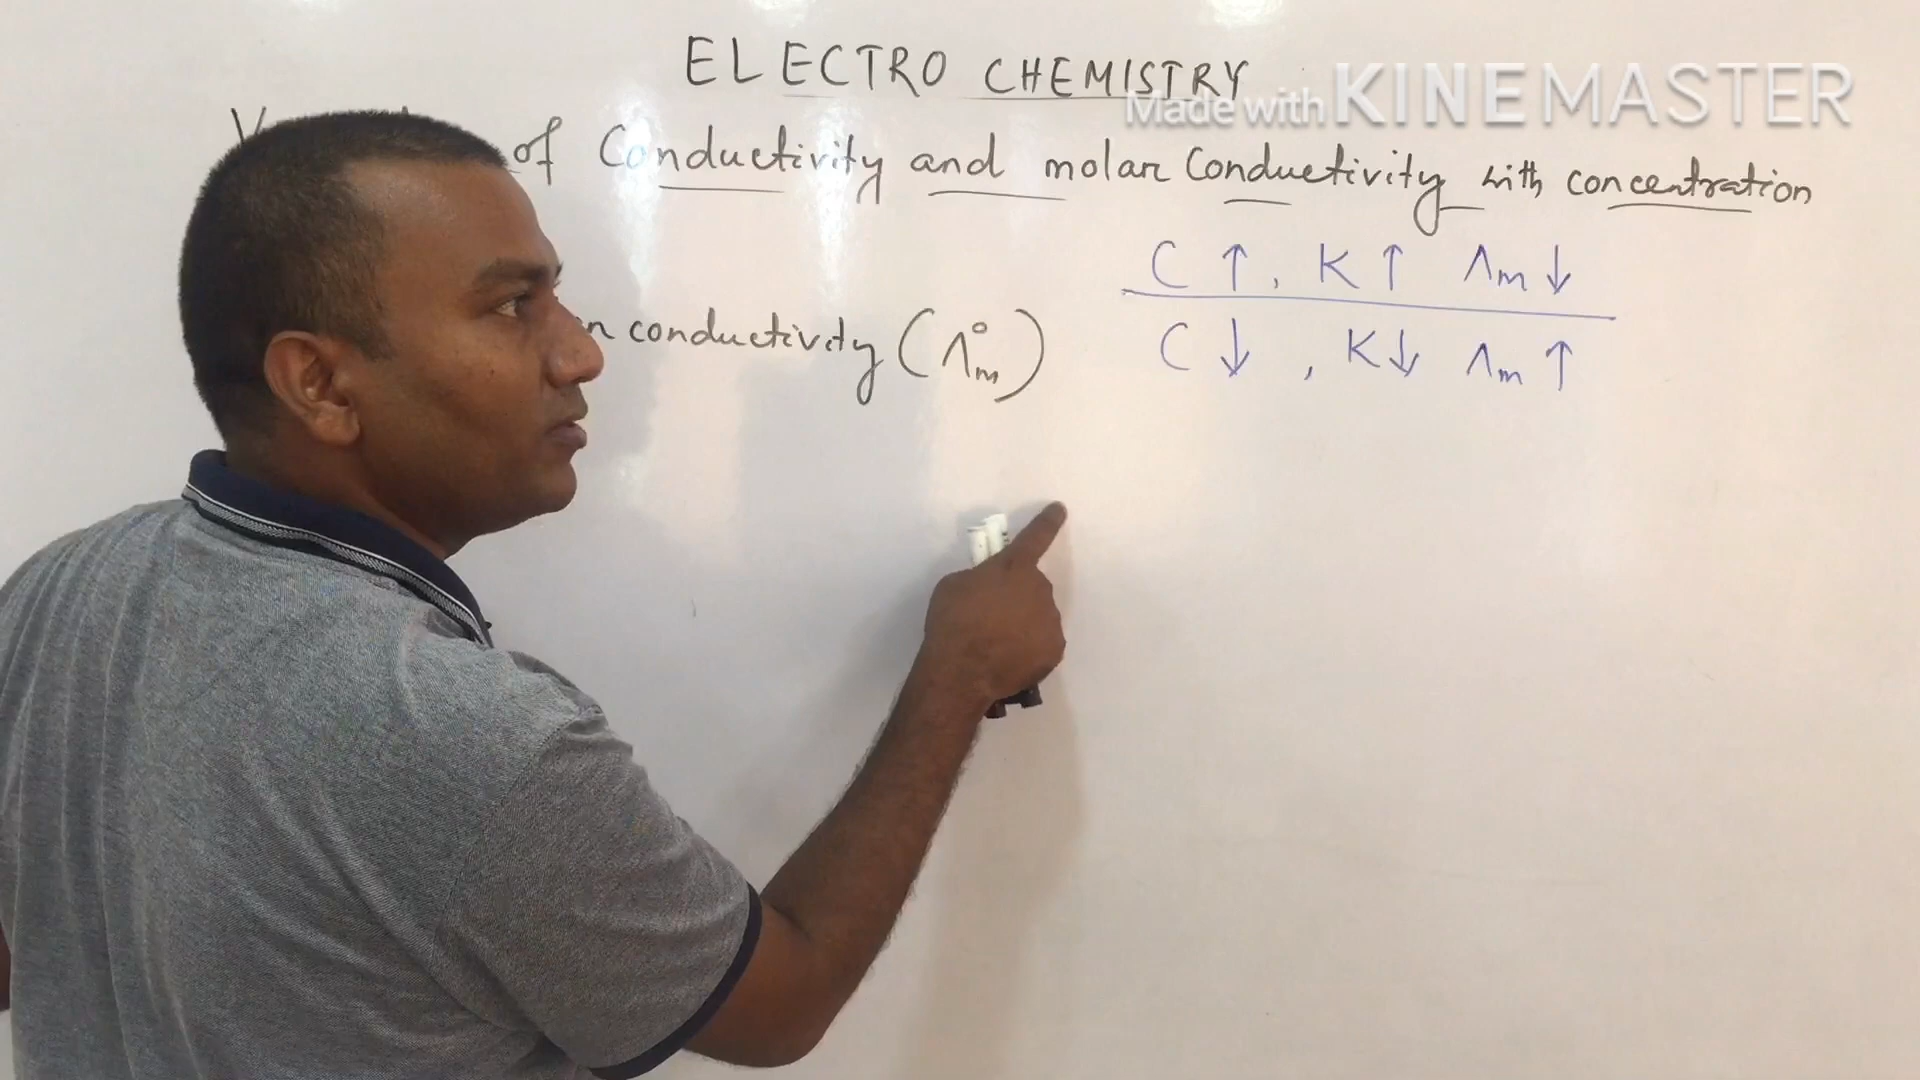 ELECTRO CHEMISTRY
Made with KINEMASTER
of Conductivity and molar Conductivity with concentration
C ↑, K ↑ Λm ↓
conductivity (Λ°m)
C ↓, K ↓ Λm ↑